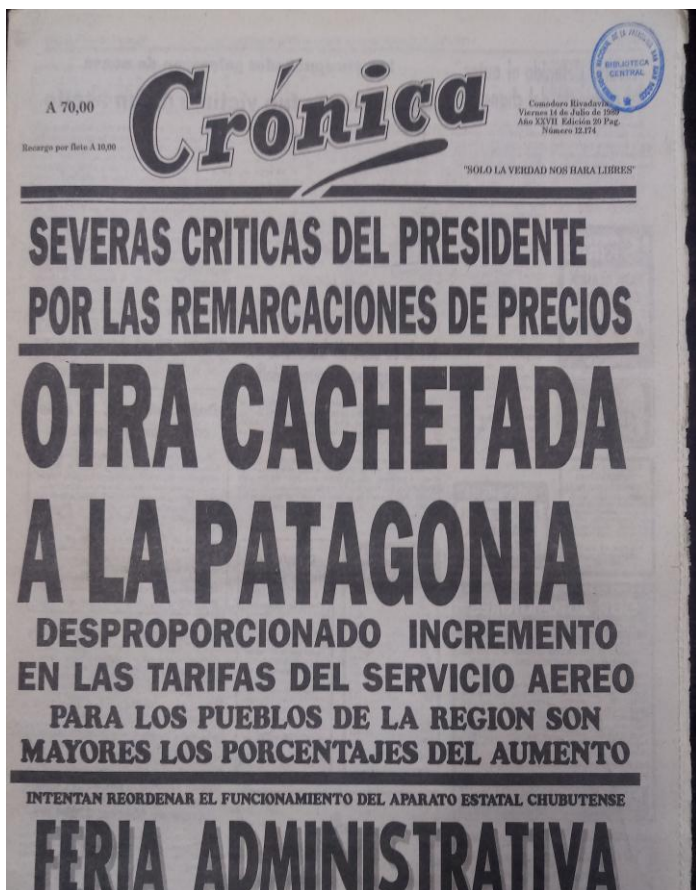 A 70,00
Recargo por flete A 10,00
Crónica
Comodoro Rivadavia
Viernes 14 de Julio de 1989
Año XXVII Edición 20 Pag.
Número 12.174
"SOLO LA VERDAD NOS HARA LIBRES"
BIBLIOTECA
CENTRAL
SEVERAS CRITICAS DEL PRESIDENTE
POR LAS REMARCACIONES DE PRECIOS
OTRA CACHETADA
A LA PATAGONIA
DESPROPORCIONADO INCREMENTO
EN LAS TARIFAS DEL SERVICIO AEREO
PARA LOS PUEBLOS DE LA REGION SON
MAYORES LOS PORCENTAJES DEL AUMENTO
INTENTAN REORDENAR EL FUNCIONAMIENTO DEL APARATO ESTATAL CHUBUTENSE
FERIA ADMINISTRATIVA